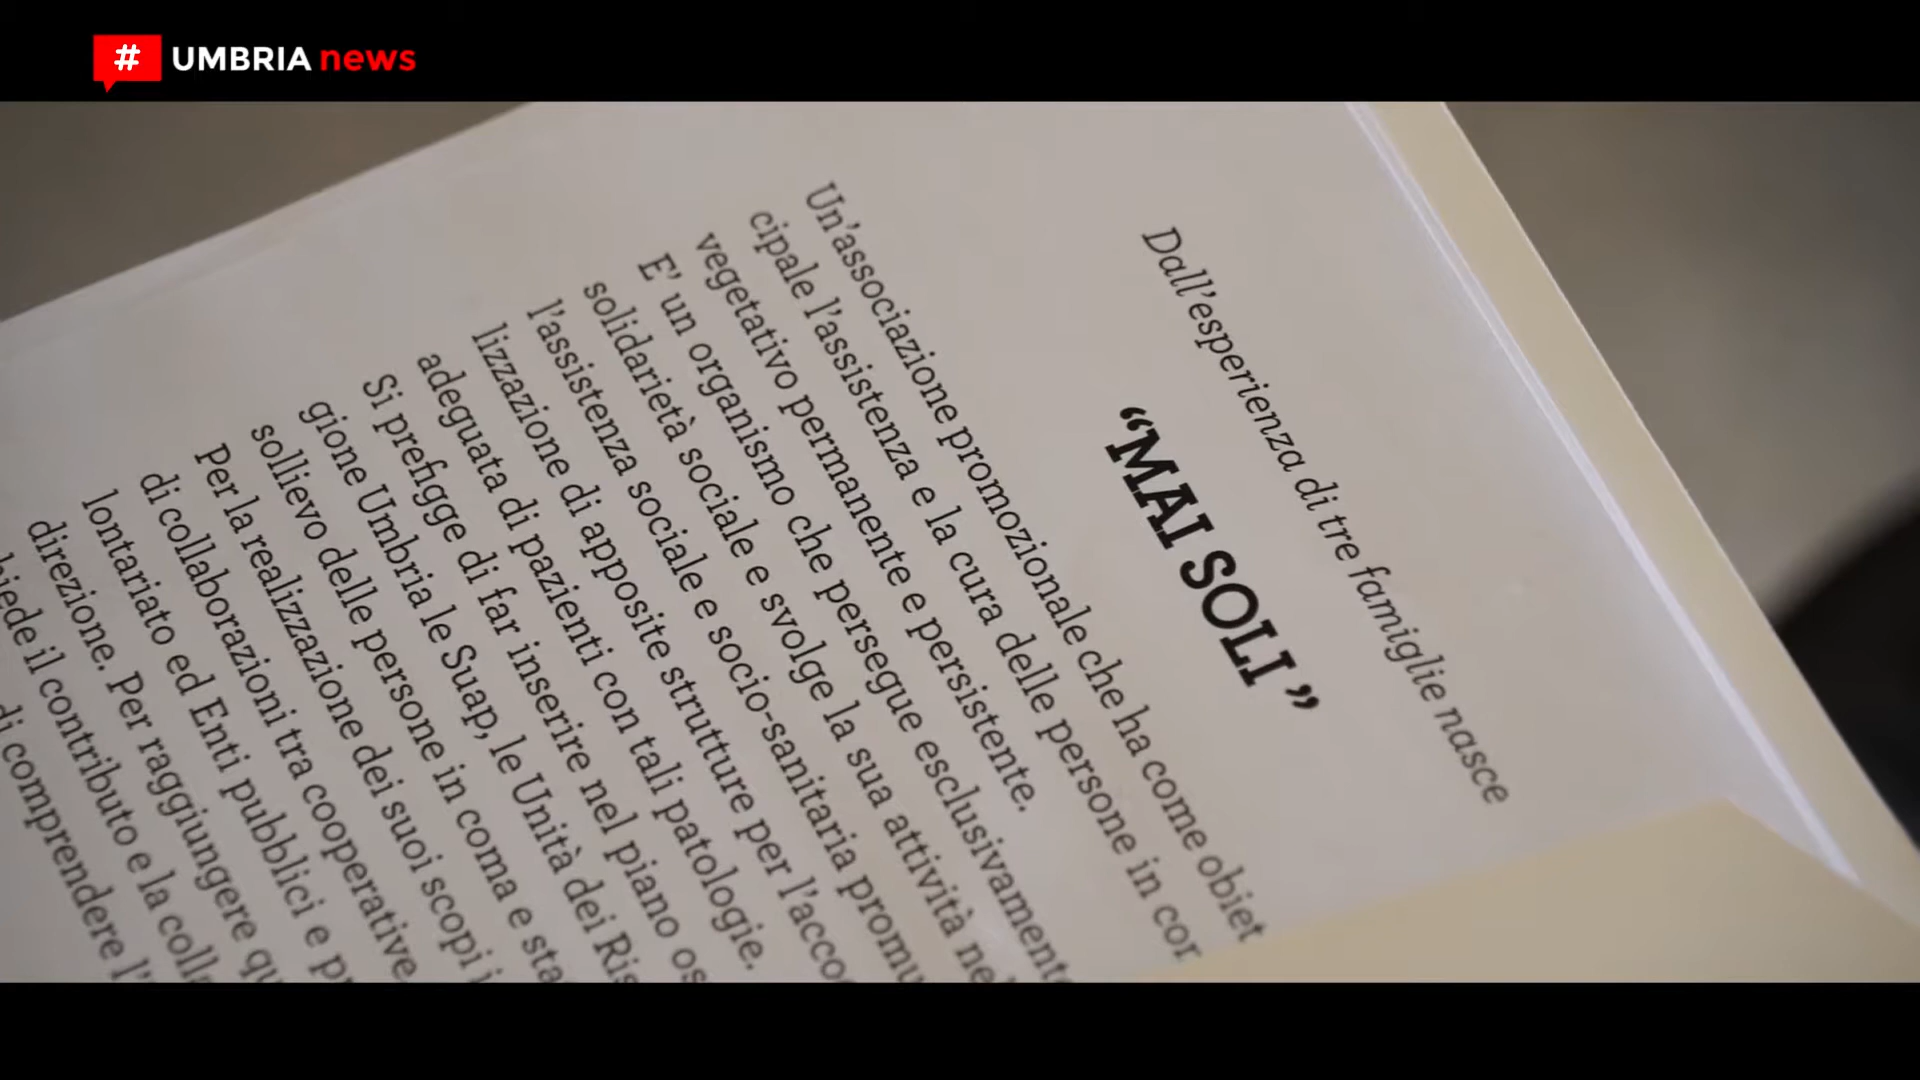 # UMBRIA news
Dall'esperienza di tre famiglie nasce
“MAI SOLI”
Un'associazione promozionale che ha come obiet
cipale l'assistenza e la cura delle persone in cor
vegetativo permanente e persistente.
E' un organismo che persegue esclusivamente
solidarietà sociale e svolge la sua attività ne
l'assistenza sociale e socio-sanitaria promu
lizzazione di apposite strutture per l'acco
adeguata di pazienti con tali patologie.
Si prefigge di far inserire nel piano os
gione Umbria le Suap, le Unità dei Ris
sollievo delle persone in coma e sta
Per la realizzazione dei suoi scopi i
di collaborazioni tra cooperative
lontariato ed Enti pubblici e pr
direzione. Per raggiungere qu
hiede il contributo e la coll
di comprendere l'